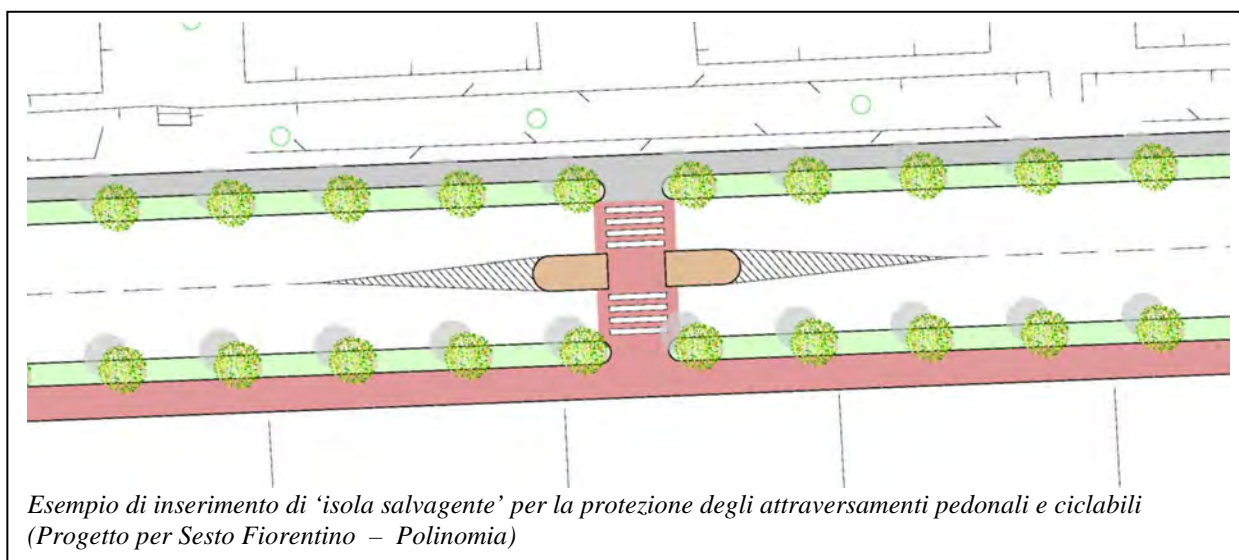 Esempio di inserimento di ‘isola salvagente’ per la protezione degli attraversamenti pedonali e ciclabili
(Progetto per Sesto Fiorentino – Polinomia)